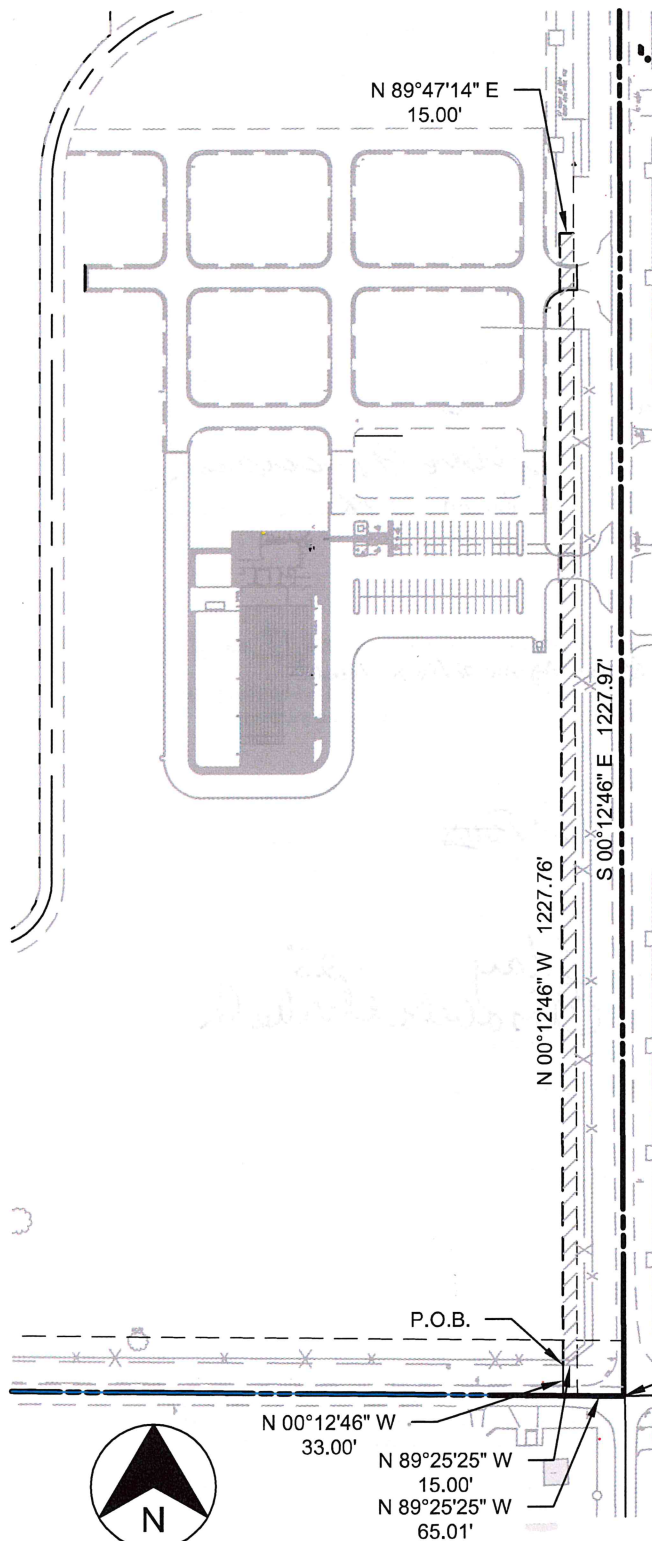 N 89°47'14" E
15.00'
S 00°12'46" E 1227.97'
N 00°12'46" W 1227.76'
P.O.B.
N 00°12'46" W
33.00'
N 89°25'25" W
15.00'
N 89°25'25" W
65.01'
N